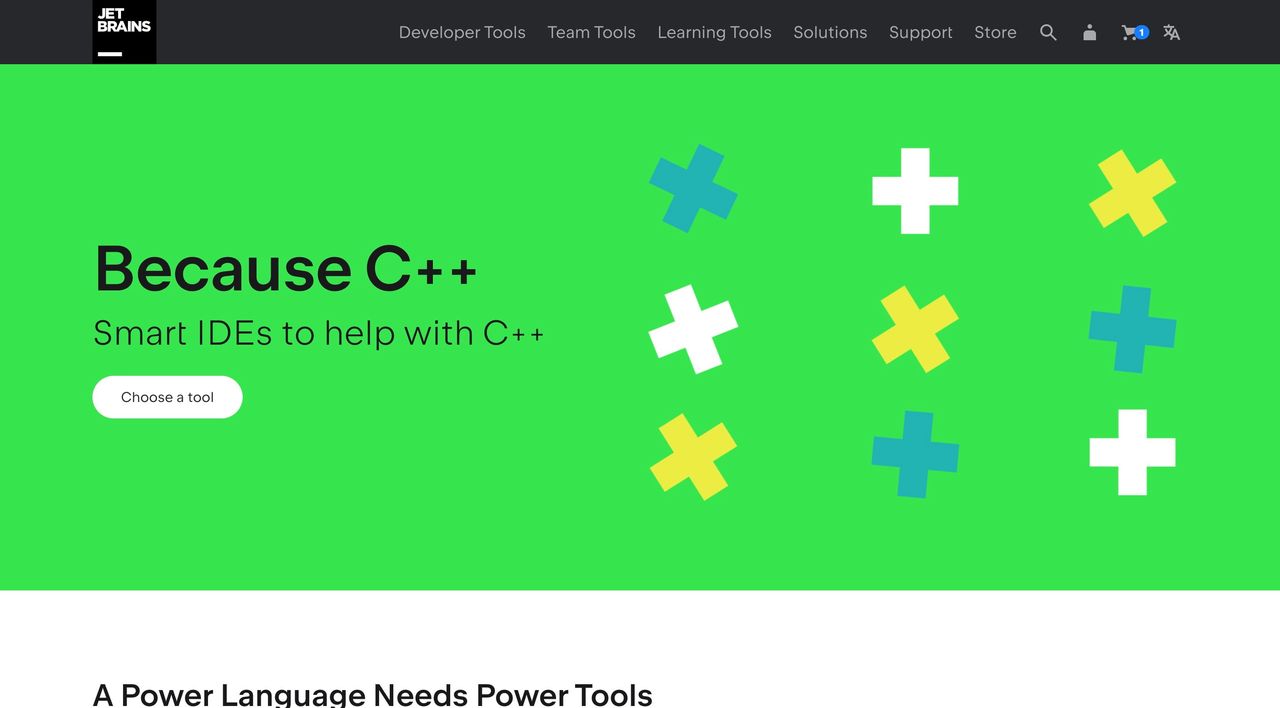 JET
BRAINS
Developer Tools
Team Tools
Learning Tools
Solutions
Support
Store
1
Because C++
Smart IDEs to help with C++
Choose a tool
A Power Language Needs Power Tools